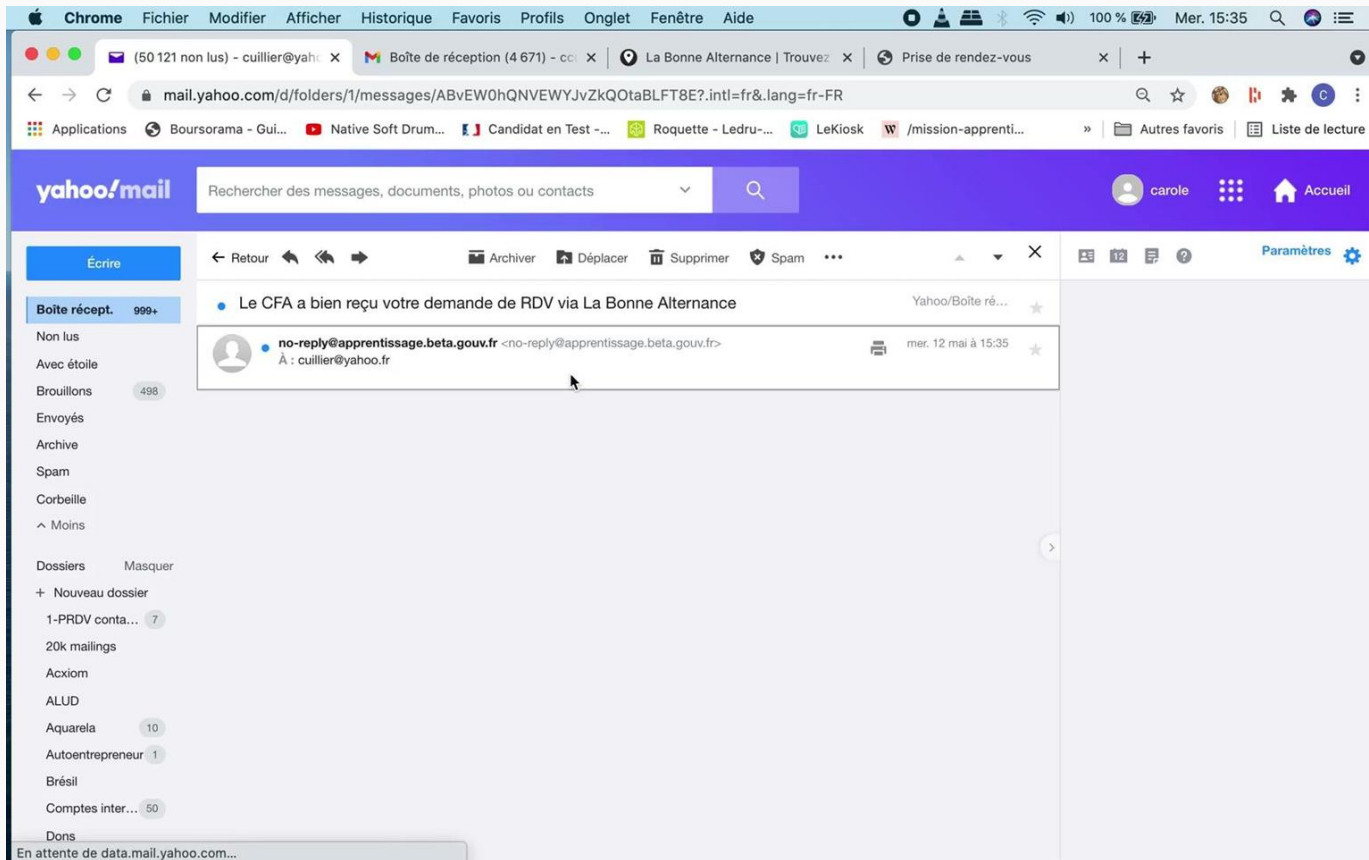 Chrome Fichier Modifier Afficher Historique Favoris Profils Onglet Fenêtre Aide 100 % Mer. 15:35
(50 121 non lus) - cuillier@yaho Boîte de réception (4 671) - cc La Bonne Alternance | Trouvez Prise de rendez-vous
mail.yahoo.com/d/folders/1/messages/ABvEW0hQNVEWYJvZkQOtaBLFT8E?.intl=fr&.lang=fr-FR
Applications Boursorama - Gui... Native Soft Drum... Candidat en Test -... Roquette - Ledru-... LeKiosk /mission-apprenti... » Autres favoris Liste de lecture
yahoo!mail Rechercher des messages, documents, photos ou contacts carole Accueil
Écrire Retour Archiver Déplacer Supprimer Spam ••• 12 Paramètres
Boîte récept. 999+ Le CFA a bien reçu votre demande de RDV via La Bonne Alternance Yahoo/Boîte ré...
Non lus no-reply@apprentissage.beta.gouv.fr <no-reply@apprentissage.beta.gouv.fr> mer. 12 mai à 15:35
À : cuillier@yahoo.fr
Avec étoile
Brouillons 498
Envoyés
Archive
Spam
Corbeille
Moins
Dossiers Masquer
+ Nouveau dossier
1-PRDV conta... 7
20k mailings
Acxiom
ALUD
Aquarela 10
Autoentrepreneur 1
Brésil
Comptes inter... 50
Dons
En attente de data.mail.yahoo.com...